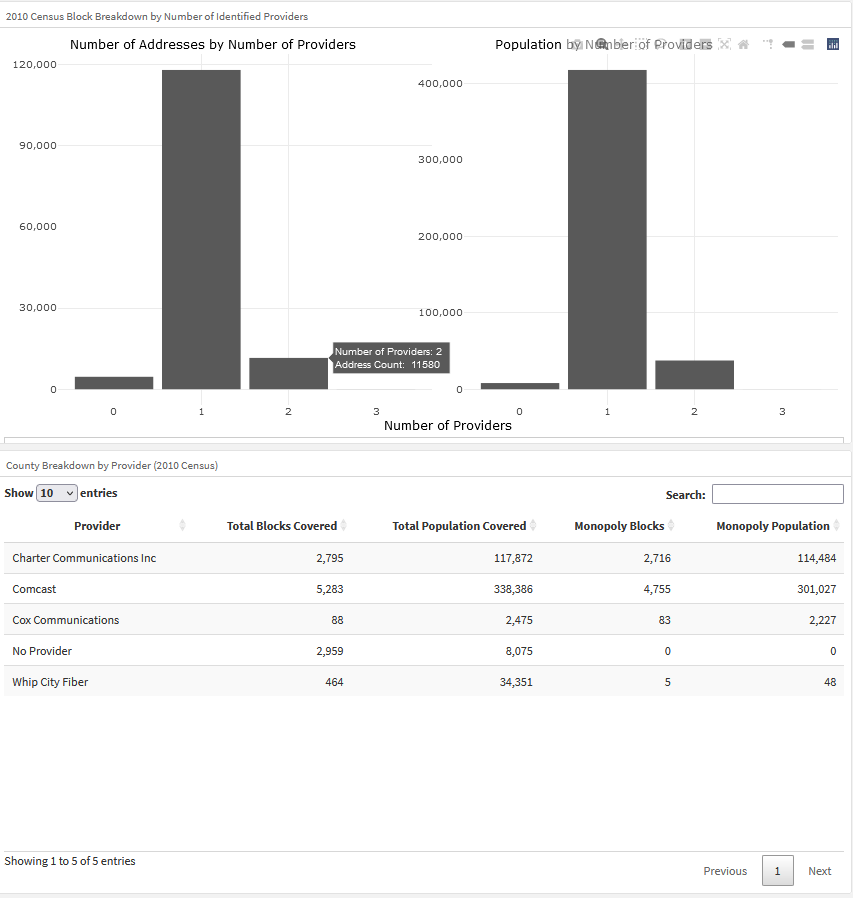 2010 Census Block Breakdown by Number of Identified Providers
Number of Addresses by Number of Providers
120,000
90,000
60,000
30,000
0
0 1 2 3
Number of Providers: 2
Address Count: 11580
Population by Number of Providers
400,000
300,000
200,000
100,000
0
0 1 2 3
Number of Providers
County Breakdown by Provider (2010 Census)
Show 10 entries
Search:
Provider Total Blocks Covered Total Population Covered Monopoly Blocks Monopoly Population
Charter Communications Inc 2,795 117,872 2,716 114,484
Comcast 5,283 338,386 4,755 301,027
Cox Communications 88 2,475 83 2,227
No Provider 2,959 8,075 0 0
Whip City Fiber 464 34,351 5 48
Showing 1 to 5 of 5 entries
Previous 1 Next